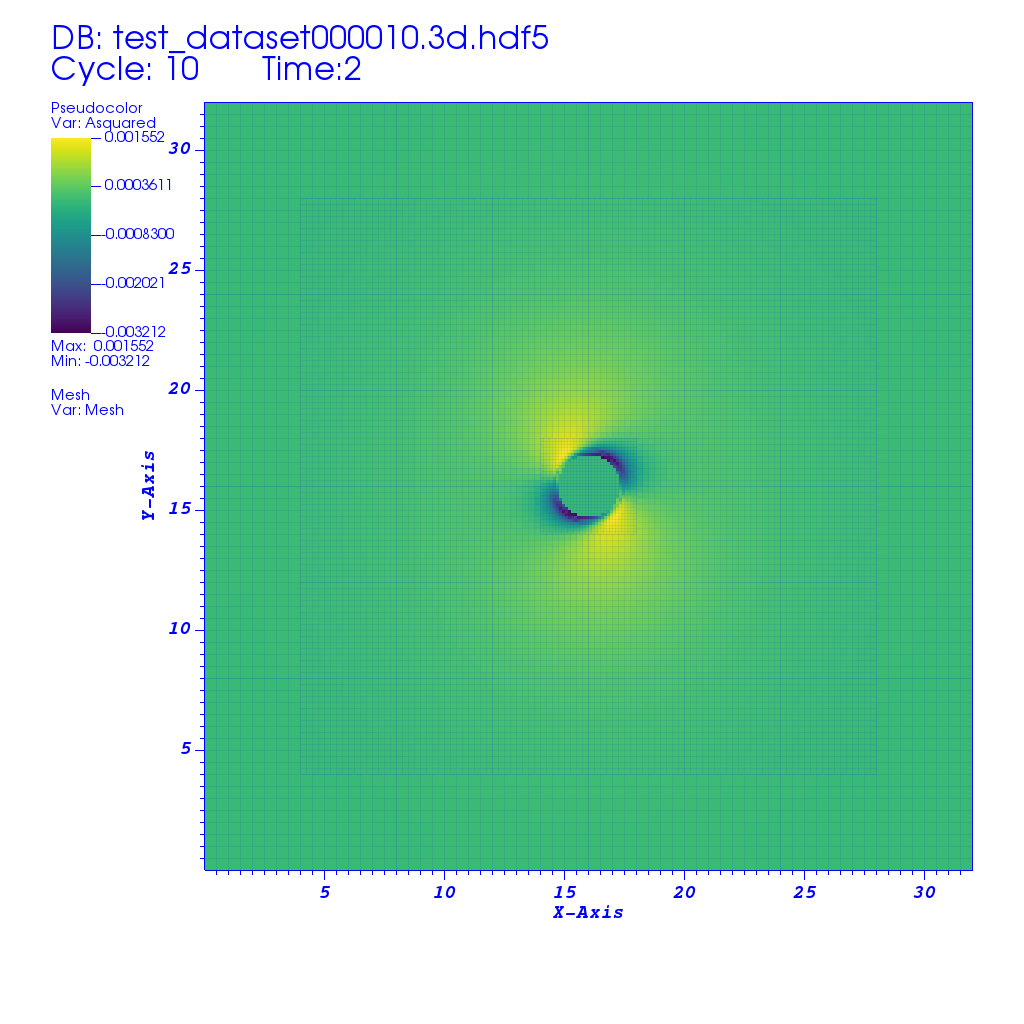 DB: test_dataset000010.3d.hdf5
Cycle: 10 Time:2
Pseudocolor
Var: Asquared
0.001552
0.0003611
-0.0008300
-0.002021
-0.003212
Max: 0.001552
Min: -0.003212
Mesh
Var: Mesh
30
25
20
15
10
5
Y-Axis
5 10 15 20 25 30
X-Axis